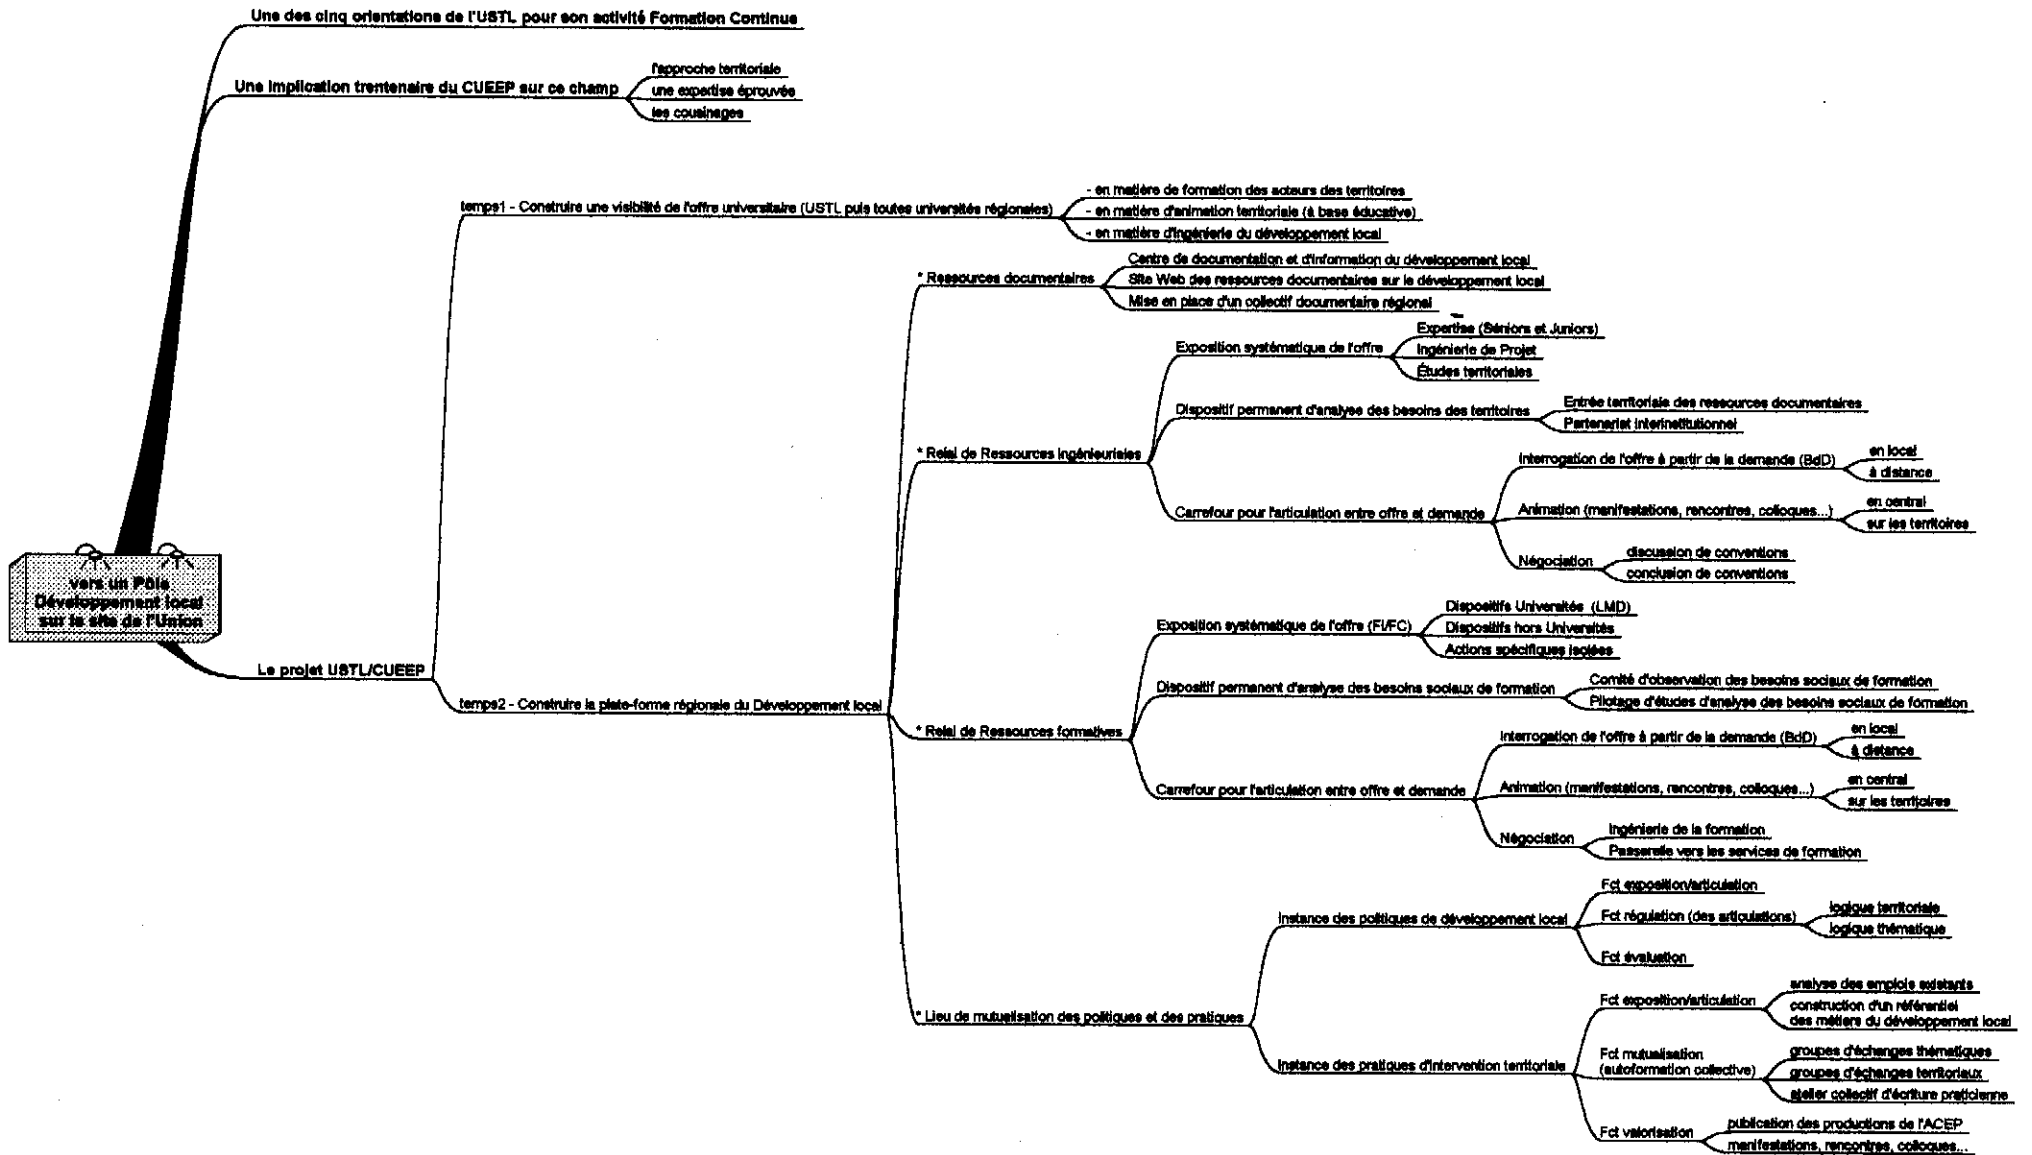 Une des cinq orientations de l'USTL pour son activité Formation Continue
Une implication trentenaire du CUEEP sur ce champ
l'approche territoriale
une expertise éprouvée
les cousinages
vers un Pôle
Développement local
sur le site de l'Union
Le projet USTL/CUEEP
temps1 - Construire une visibilité de l'offre universitaire (USTL puis toutes universités régionales)
- en matière de formation des acteurs des territoires
- en matière d'animation territoriale (à base éducative)
- en matière d'ingénierie du développement local
temps2 - Construire la plate-forme régionale du Développement local
* Ressources documentaires
Centre de documentation et d'information du développement local
Site Web des ressources documentaires sur le développement local
Mise en place d'un collectif documentaire régional
* Relai de Ressources ingénieuriales
Exposition systématique de l'offre
Expertise (Séniors et Juniors)
Ingénierie de Projet
Études territoriales
Dispositif permanent d'analyse des besoins des territoires
Entrée territoriale des ressources documentaires
Partenariat interinstitutionnel
Carrefour pour l'articulation entre offre et demande
Interrogation de l'offre à partir de la demande (BdD)
en local
à distance
Animation (manifestations, rencontres, colloques...)
en central
sur les territoires
Négociation
discussion de conventions
conclusion de conventions
* Relai de Ressources formatives
Exposition systématique de l'offre (FI/FC)
Dispositifs Universités (LMD)
Dispositifs hors Universités
Actions spécifiques isolées
Dispositif permanent d'analyse des besoins sociaux de formation
Comité d'observation des besoins sociaux de formation
Pilotage d'études d'analyse des besoins sociaux de formation
Carrefour pour l'articulation entre offre et demande
Interrogation de l'offre à partir de la demande (BdD)
en local
à distance
Animation (manifestations, rencontres, colloques...)
en central
sur les territoires
Négociation
Ingénierie de la formation
Passerelle vers les services de formation
* Lieu de mutualisation des politiques et des pratiques
Instance des politiques de développement local
Fct exposition/articulation
Fct régulation (des articulations)
logique territoriale
logique thématique
Fct évaluation
Instance des pratiques d'intervention territoriale
Fct exposition/articulation
analyse des emplois existants
construction d'un référentiel
des métiers du développement local
Fct mutualisation
(autoformation collective)
groupes d'échanges thématiques
groupes d'échanges territoriaux
atelier collectif d'écriture praticienne
Fct valorisation
publication des productions de l'ACEP
manifestations, rencontres, colloques...